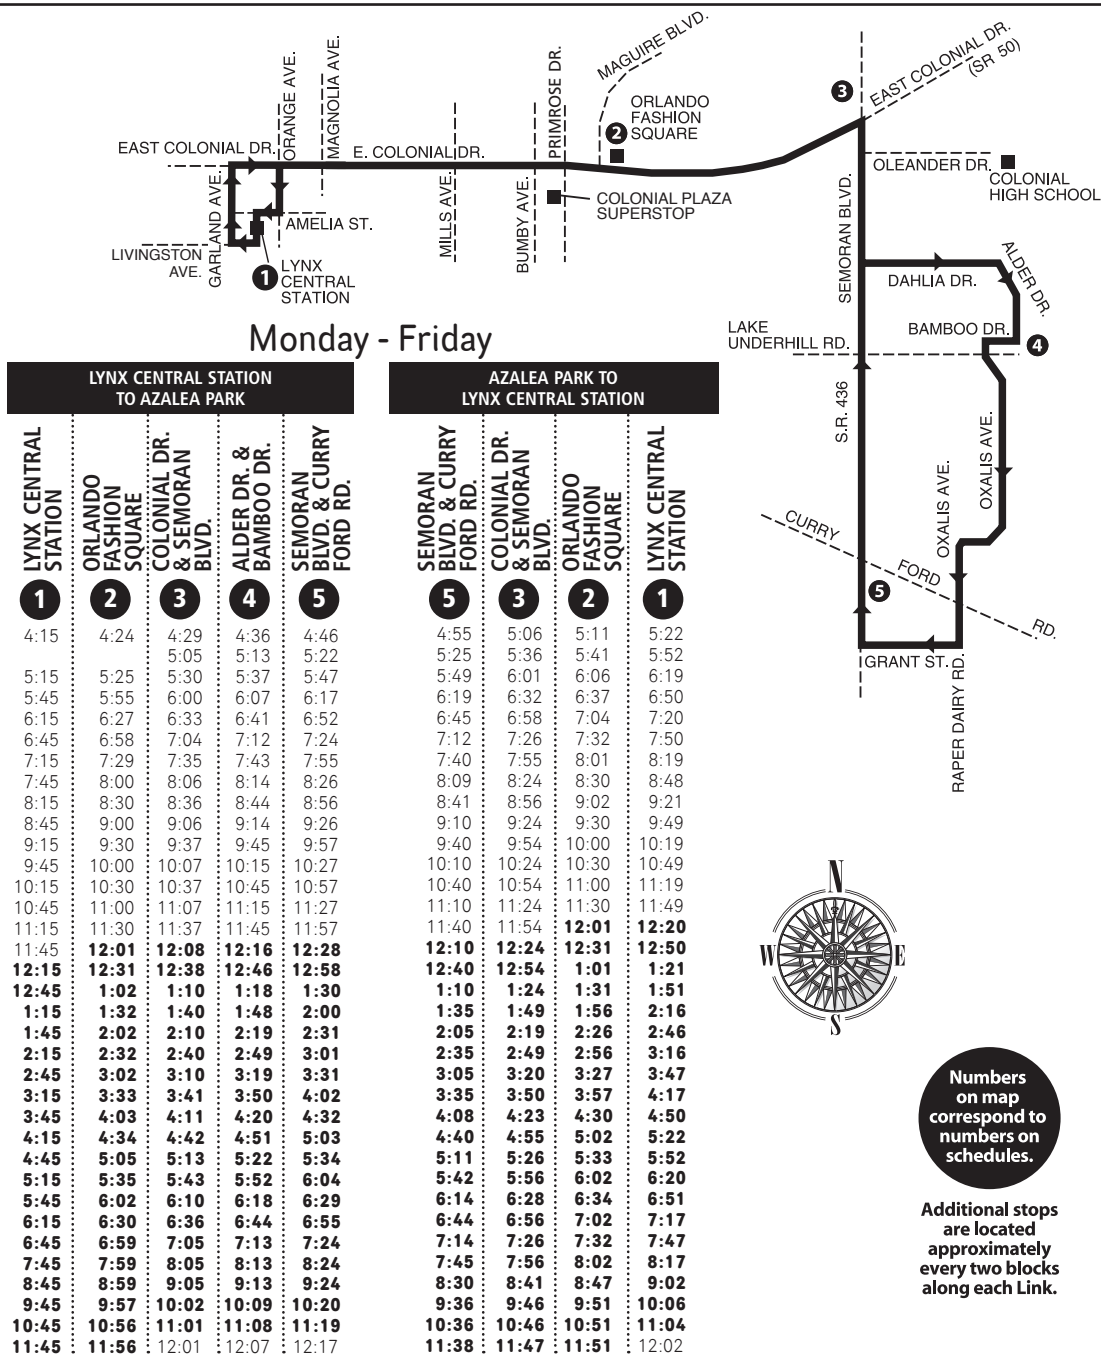 MAGUIRE BLVD.
EAST COLONIAL DR.
(SR 50)
3
ORLANDO
FASHION
2 SQUARE
ORANGE AVE.
MAGNOLIA AVE.
PRIMROSE DR.
EAST COLONIAL DR.
E. COLONIAL DR.
OLEANDER DR.
COLONIAL
HIGH SCHOOL
GARLAND AVE.
AMELIA ST.
MILLS AVE.
BUMBY AVE.
COLONIAL PLAZA
SUPERSTOP
SEMORAN BLVD.
LIVINGSTON
AVE.
1 LYNX
CENTRAL
STATION
DAHLIA DR.
ALDER DR.
LAKE
UNDERHILL RD.
BAMBOO DR.
4
S.R. 436
OXALIS AVE.
OXALIS AVE.
CURRY
FORD
RD.
5
GRANT ST.
RAPER DAIRY RD.
Monday - Friday
LYNX CENTRAL STATION
TO AZALEA PARK
LYNX CENTRAL
STATION
ORLANDO
FASHION
SQUARE
COLONIAL DR.
& SEMORAN
BLVD.
ALDER DR. &
BAMBOO DR.
SEMORAN
BLVD. & CURRY
FORD RD.
1 2 3 4 5
4:15 4:24 4:29 4:36 4:46
5:05 5:13 5:22
5:15 5:25 5:30 5:37 5:47
5:45 5:55 6:00 6:07 6:17
6:15 6:27 6:33 6:41 6:52
6:45 6:58 7:04 7:12 7:24
7:15 7:29 7:35 7:43 7:55
7:45 8:00 8:06 8:14 8:26
8:15 8:30 8:36 8:44 8:56
8:45 9:00 9:06 9:14 9:26
9:15 9:30 9:37 9:45 9:57
9:45 10:00 10:07 10:15 10:27
10:15 10:30 10:37 10:45 10:57
10:45 11:00 11:07 11:15 11:27
11:15 11:30 11:37 11:45 11:57
11:45 12:01 12:08 12:16 12:28
12:15 12:31 12:38 12:46 12:58
12:45 1:02 1:10 1:18 1:30
1:15 1:32 1:40 1:48 2:00
1:45 2:02 2:10 2:19 2:31
2:15 2:32 2:40 2:49 3:01
2:45 3:02 3:10 3:19 3:31
3:15 3:33 3:41 3:50 4:02
3:45 4:03 4:11 4:20 4:32
4:15 4:34 4:42 4:51 5:03
4:45 5:05 5:13 5:22 5:34
5:15 5:35 5:43 5:52 6:04
5:45 6:02 6:10 6:18 6:29
6:15 6:30 6:36 6:44 6:55
6:45 6:59 7:05 7:13 7:24
7:45 7:59 8:05 8:13 8:24
8:45 8:59 9:05 9:13 9:24
9:45 9:57 10:02 10:09 10:20
10:45 10:56 11:01 11:08 11:19
11:45 11:56 12:01 12:07 12:17
AZALEA PARK TO
LYNX CENTRAL STATION
SEMORAN
BLVD. & CURRY
FORD RD.
COLONIAL DR.
& SEMORAN
BLVD.
ORLANDO
FASHION
SQUARE
LYNX CENTRAL
STATION
5 3 2 1
4:55 5:06 5:11 5:22
5:25 5:36 5:41 5:52
5:49 6:01 6:06 6:19
6:19 6:32 6:37 6:50
6:45 6:58 7:04 7:20
7:12 7:26 7:32 7:50
7:40 7:55 8:01 8:19
8:09 8:24 8:30 8:48
8:41 8:56 9:02 9:21
9:10 9:24 9:30 9:49
9:40 9:54 10:00 10:19
10:10 10:24 10:30 10:49
10:40 10:54 11:00 11:19
11:10 11:24 11:30 11:49
11:40 11:54 12:01 12:20
12:10 12:24 12:31 12:50
12:40 12:54 1:01 1:21
1:10 1:24 1:31 1:51
1:35 1:49 1:56 2:16
2:05 2:19 2:26 2:46
2:35 2:49 2:56 3:16
3:05 3:20 3:27 3:47
3:35 3:50 3:57 4:17
4:08 4:23 4:30 4:50
4:40 4:55 5:02 5:22
5:11 5:26 5:33 5:52
5:42 5:56 6:02 6:20
6:14 6:28 6:34 6:51
6:44 6:56 7:02 7:17
7:14 7:26 7:32 7:47
7:45 7:56 8:02 8:17
8:30 8:41 8:47 9:02
9:36 9:46 9:51 10:06
10:36 10:46 10:51 11:04
11:38 11:47 11:51 12:02
N
W E
S
Numbers
on map
correspond to
numbers on
schedules.
Additional stops
are located
approximately
every two blocks
along each Link.